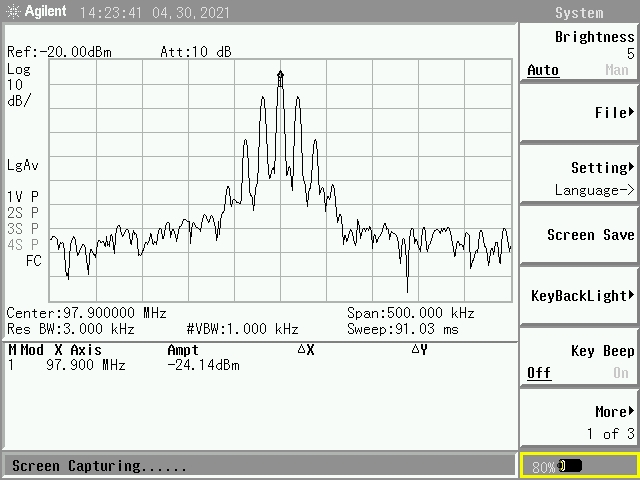 Agilent 14:23:41 04,30,2021 System
Ref:-20.00dBm Att:10 dB
Log
10
dB/
LgAv
1V P
2S P
3S P
4S P
FC
Center:97.900000 MHz Span:500.000 kHz
Res BW:3.000 kHz #VBW:1.000 kHz Sweep:91.03 ms
M Mod X Axis Ampt △X △Y
1 97.900 MHz -24.14dBm
Screen Capturing......
Brightness
5
Auto Man
File
Setting
Language->
Screen Save
KeyBackLight
Key Beep
Off On
More
1 of 3
80%